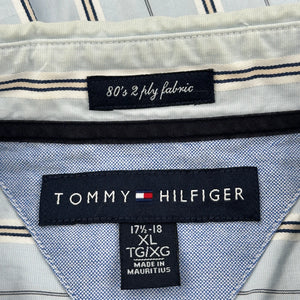 80's 2 ply fabric
TOMMY HILFIGER
17½-18
XL
TG/XG
MADE IN
MAURITIUS